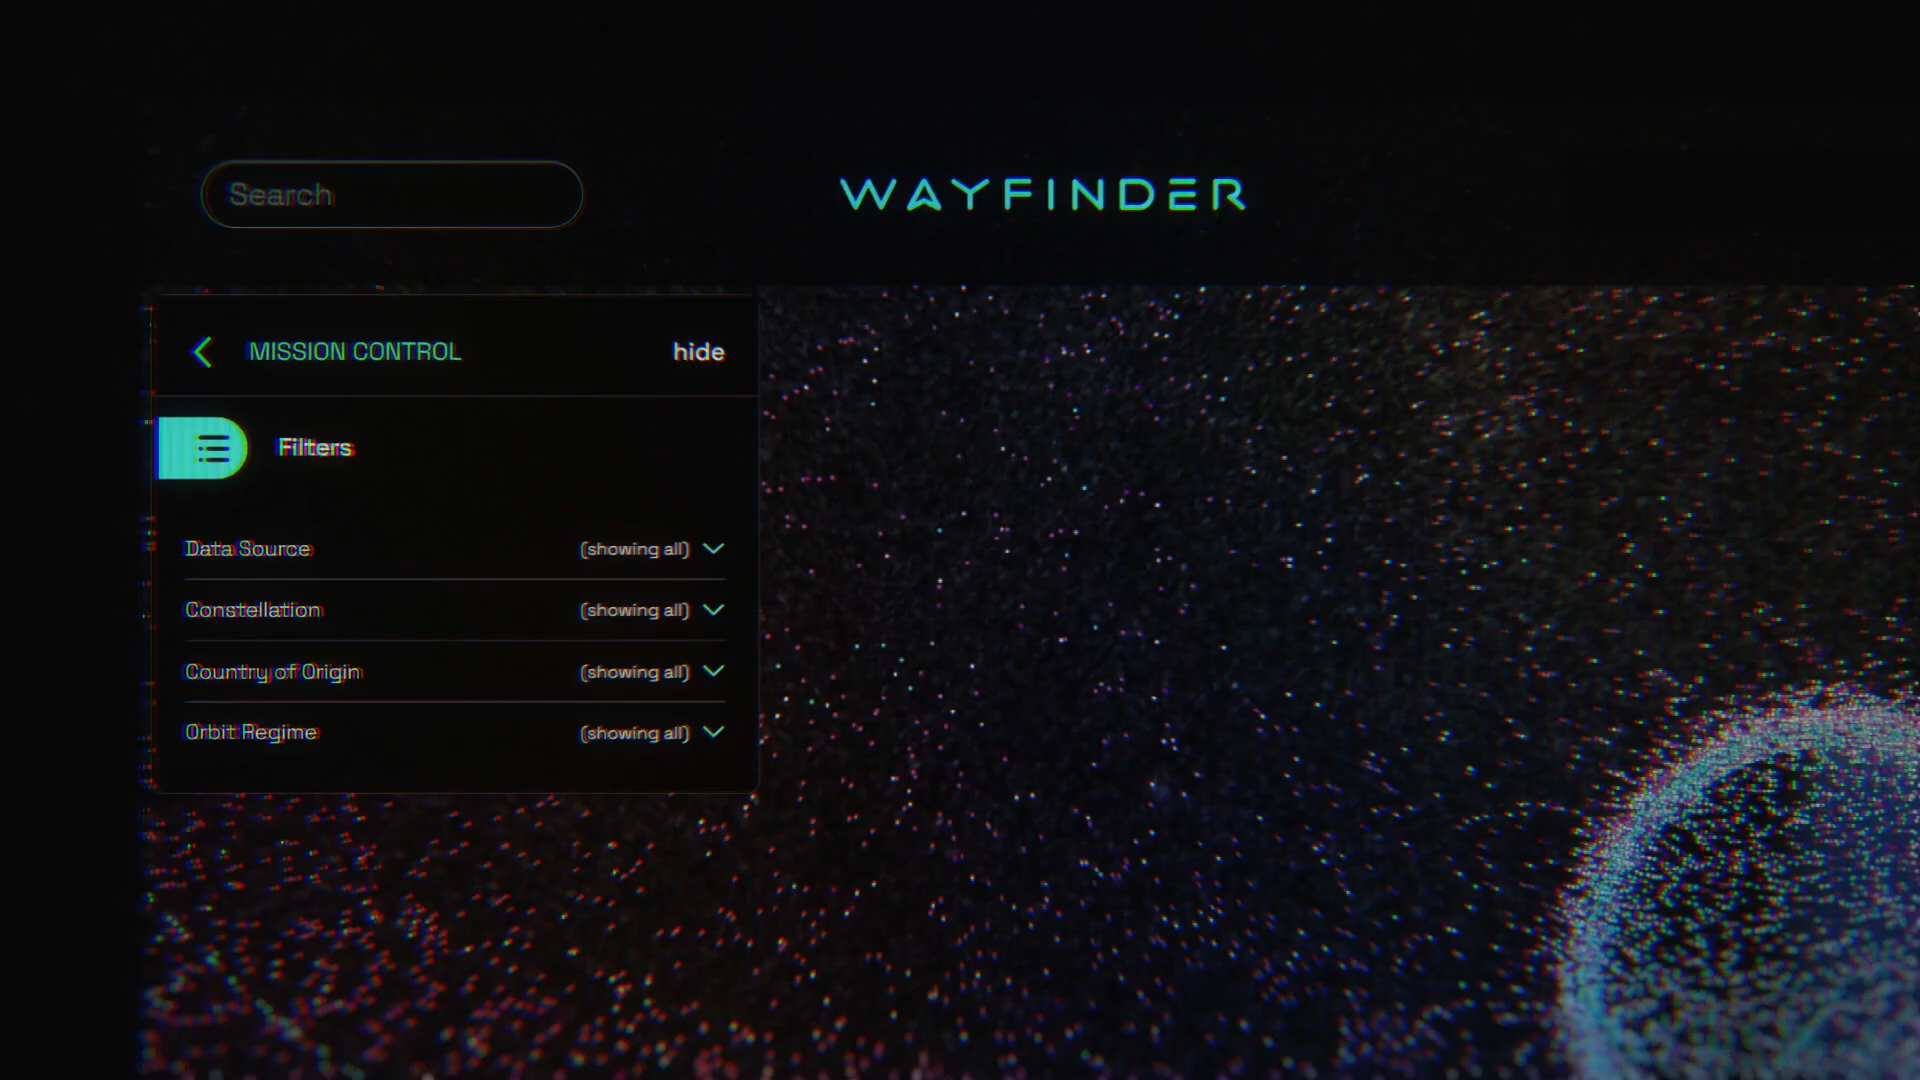 Search
WAYFINDER
MISSION CONTROL
hide
Filters
Data Source
(showing all)
Constellation
(showing all)
Country of Origin
(showing all)
Orbit Regime
(showing all)